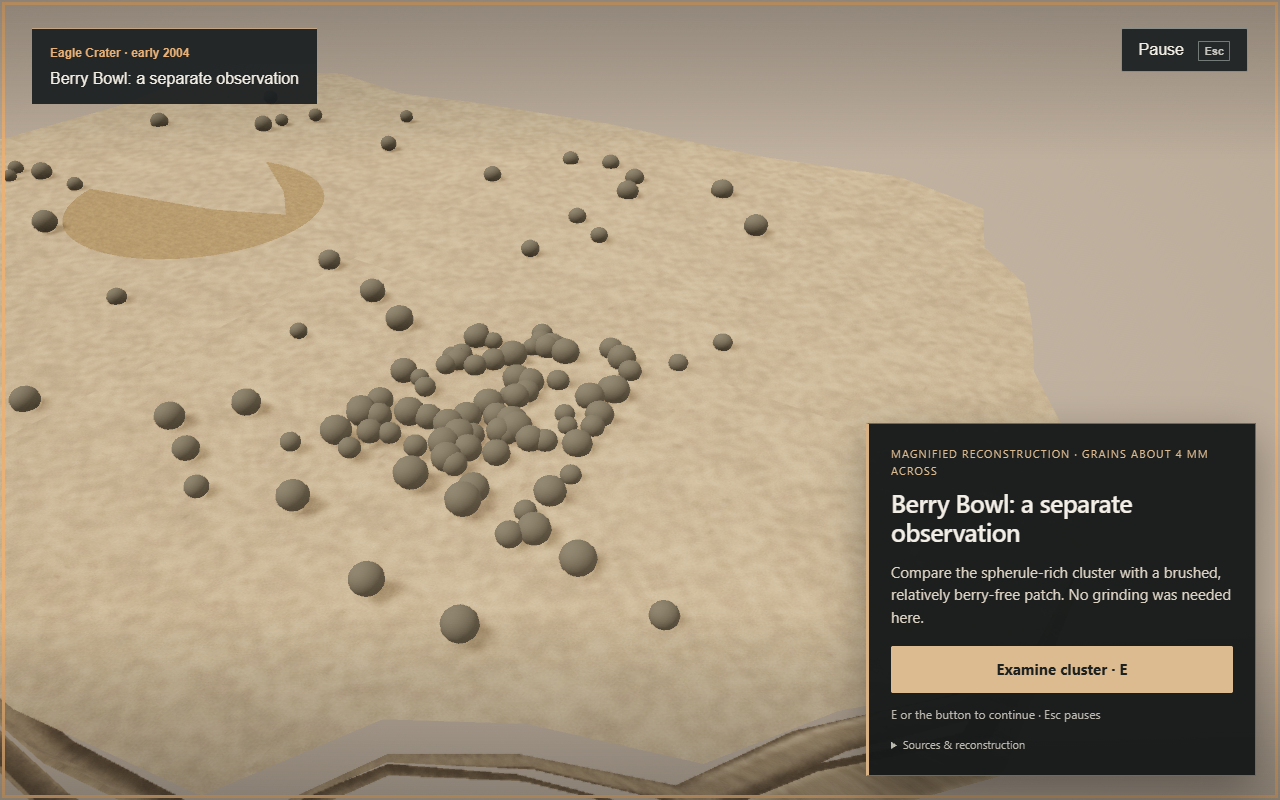 Eagle Crater · early 2004
Berry Bowl: a separate observation
Pause Esc
MAGNIFIED RECONSTRUCTION · GRAINS ABOUT 4 MM
ACROSS
Berry Bowl: a separate
observation
Compare the spherule-rich cluster with a brushed,
relatively berry-free patch. No grinding was needed
here.
Examine cluster · E
E or the button to continue · Esc pauses
Sources & reconstruction